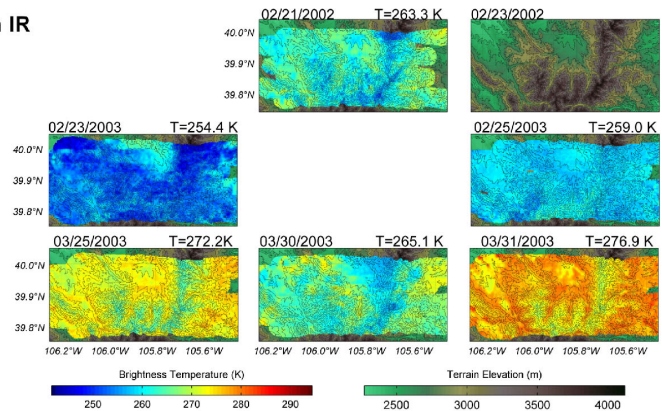 IR
02/21/2002 T=263.3 K
02/23/2002
40.0°N
39.9°N
39.8°N
02/23/2003 T=254.4 K
02/25/2003 T=259.0 K
40.0°N
39.9°N
39.8°N
03/25/2003 T=272.2K
03/30/2003 T=265.1 K
03/31/2003 T=276.9 K
40.0°N
39.9°N
39.8°N
106.2°W 106.0°W 105.8°W 105.6°W
106.2°W 106.0°W 105.8°W 105.6°W
106.2°W 106.0°W 105.8°W 105.6°W
Brightness Temperature (K)
250 260 270 280 290
Terrain Elevation (m)
2500 3000 3500 4000